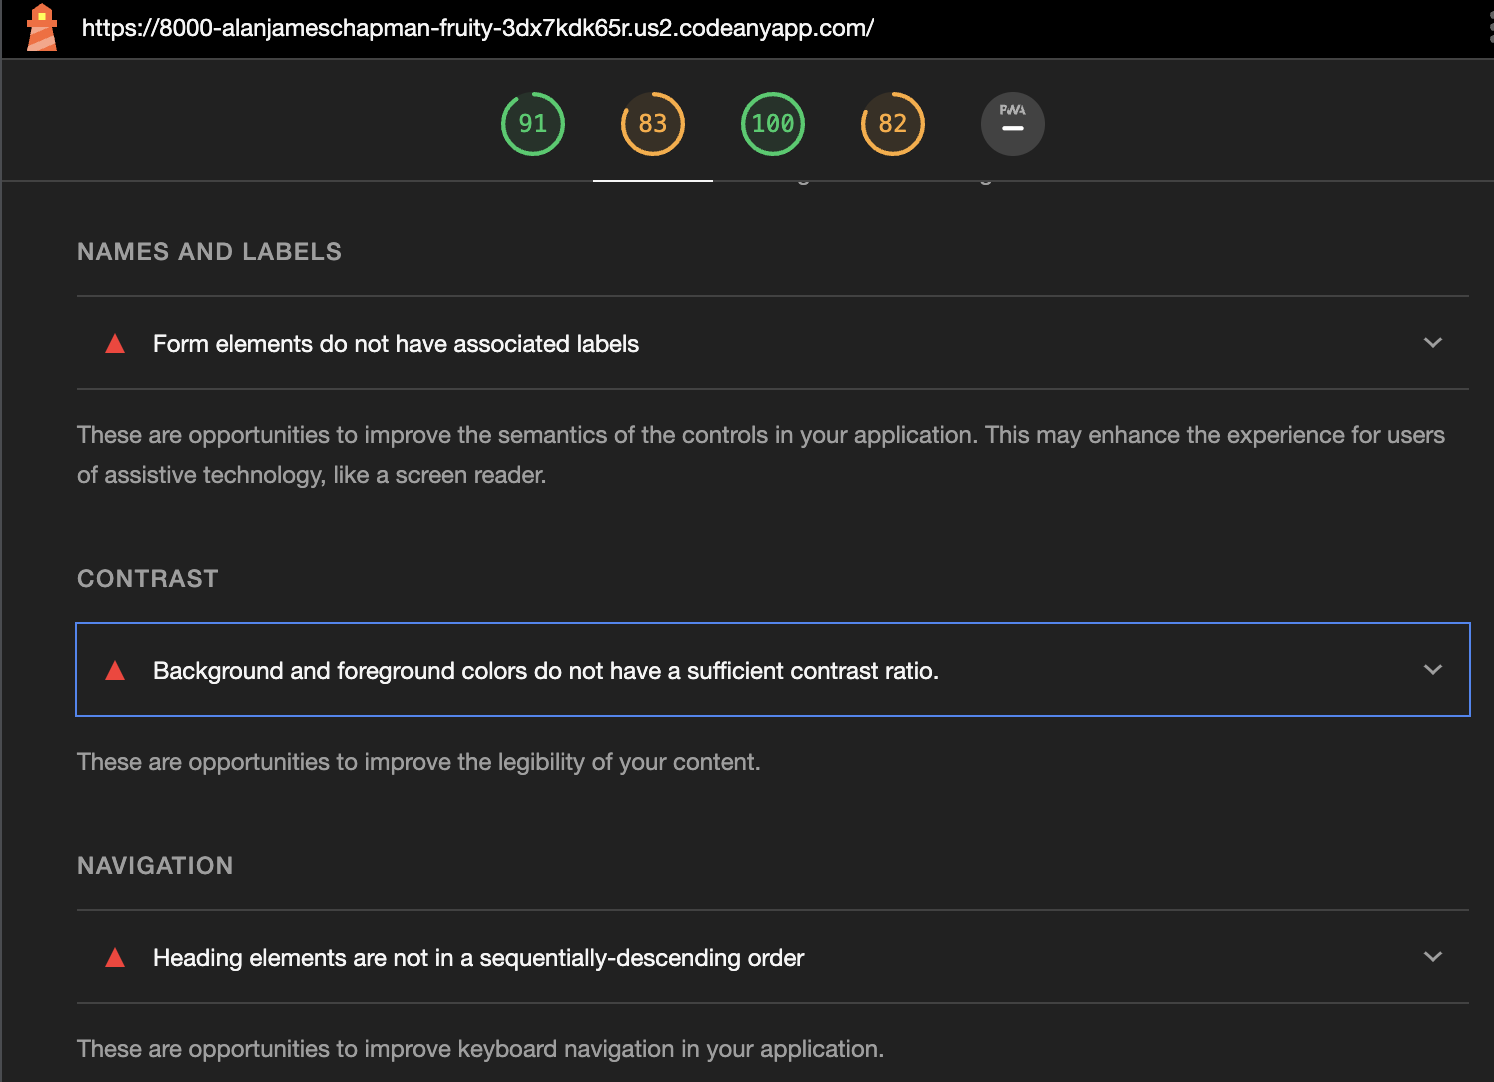 https://8000-alanjameschapman-fruity-3dx7kdk65r.us2.codeanyapp.com/
91
83
100
82
PWA
NAMES AND LABELS
Form elements do not have associated labels
These are opportunities to improve the semantics of the controls in your application. This may enhance the experience for users
of assistive technology, like a screen reader.
CONTRAST
Background and foreground colors do not have a sufficient contrast ratio.
These are opportunities to improve the legibility of your content.
NAVIGATION
Heading elements are not in a sequentially-descending order
These are opportunities to improve keyboard navigation in your application.